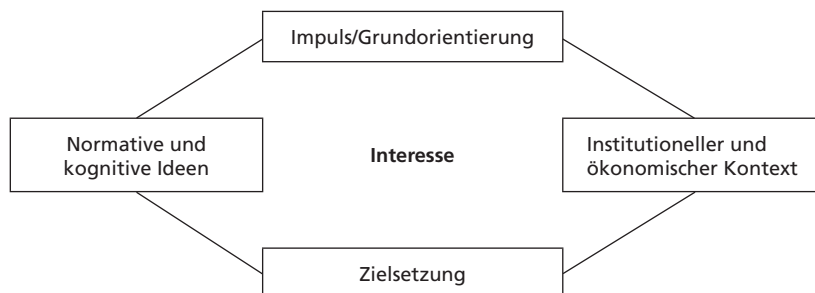 Impuls/Grundorientierung
Normative und
kognitive Ideen
Interesse
Institutioneller und
ökonomischer Kontext
Zielsetzung